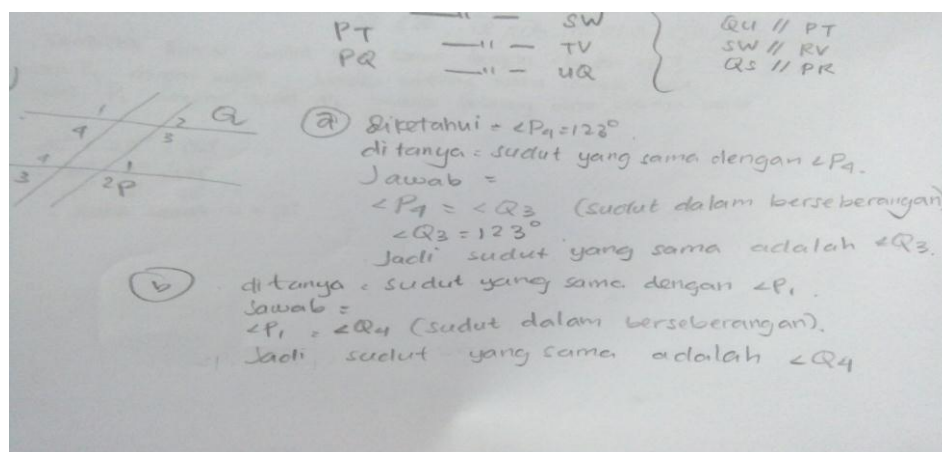 PT —"— SW QU // PT
PQ —"— TV SW // RV
—"— UQ QS // PR
1 2 Q
4 3
4 1
3 2 P
a) Diketahui = <P4 = 123°
ditanya = sudut yang sama dengan <P4.
Jawab =
<P4 = <Q3 (sudut dalam berseberangan)
<Q3 = 123°
Jadi sudut yang sama adalah <Q3.
b) ditanya = sudut yang sama dengan <P1.
Jawab =
<P1 = <Q4 (sudut dalam berseberangan).
Jadi sudut yang sama adalah <Q4